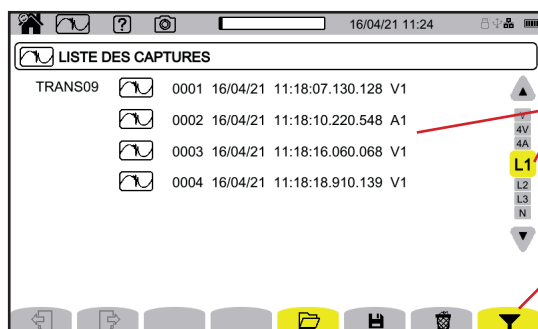 ? 16/04/21 11:24
LISTE DES CAPTURES
TRANS09 0001 16/04/21 11:18:07.130.128 V1
0002 16/04/21 11:18:10.220.548 A1
0003 16/04/21 11:18:16.060.068 V1
0004 16/04/21 11:18:18.910.139 V1
4V
4A
L1
L2
L3
N